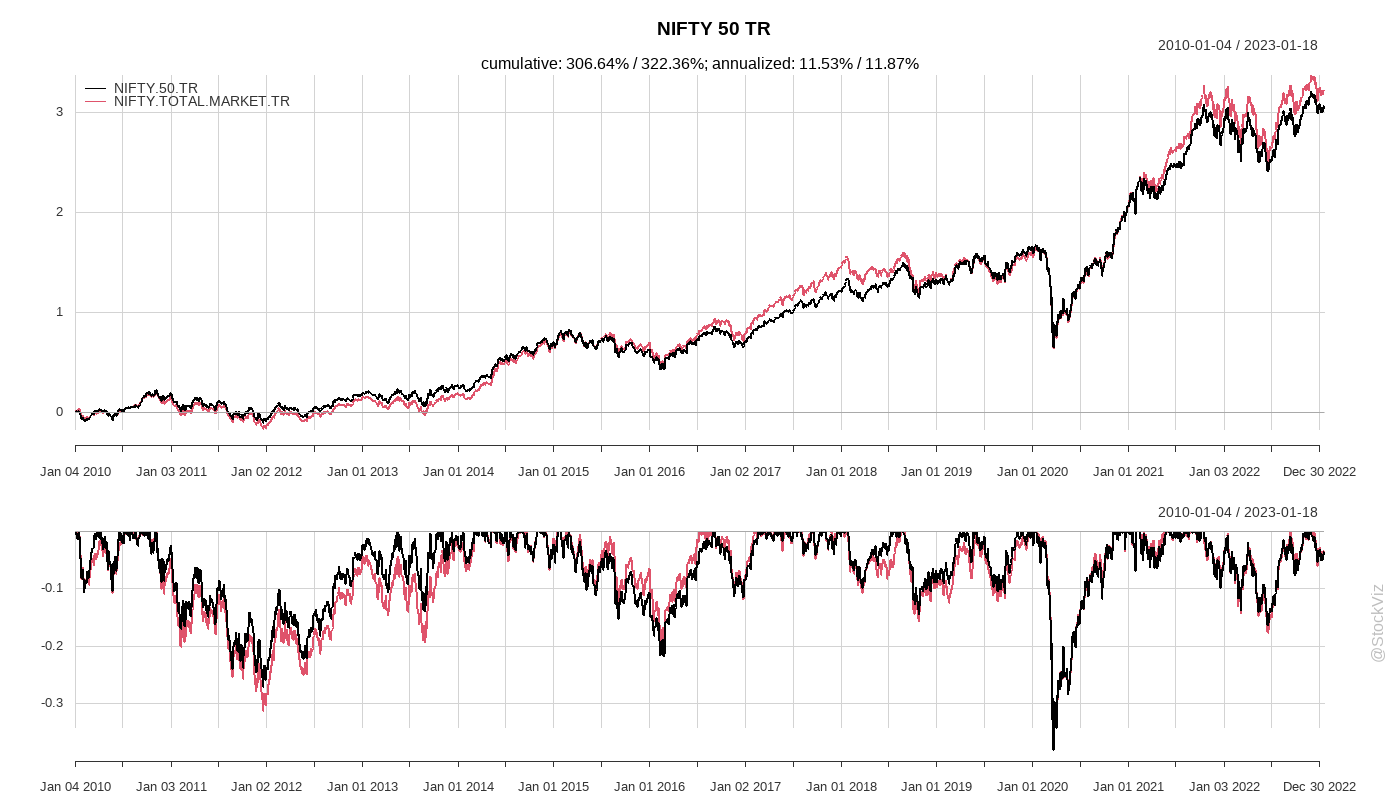 NIFTY 50 TR
2010-01-04 / 2023-01-18
cumulative: 306.64% / 322.36%; annualized: 11.53% / 11.87%
NIFTY.50.TR
NIFTY.TOTAL.MARKET.TR
3
2
1
0
Jan 04 2010 Jan 03 2011 Jan 02 2012 Jan 01 2013 Jan 01 2014 Jan 01 2015 Jan 01 2016 Jan 02 2017 Jan 01 2018 Jan 01 2019 Jan 01 2020 Jan 01 2021 Jan 03 2022 Dec 30 2022
2010-01-04 / 2023-01-18
-0.1
-0.2
-0.3
Jan 04 2010 Jan 03 2011 Jan 02 2012 Jan 01 2013 Jan 01 2014 Jan 01 2015 Jan 01 2016 Jan 02 2017 Jan 01 2018 Jan 01 2019 Jan 01 2020 Jan 01 2021 Jan 03 2022 Dec 30 2022
@StockViz